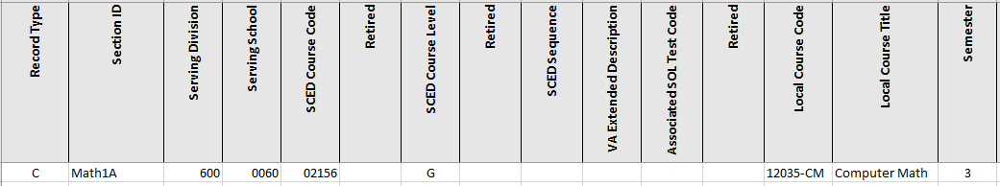 Record Type
Section ID
Serving Division
Serving School
SCED Course Code
Retired
SCED Course Level
Retired
SCED Sequence
VA Extended Description
Associated SOL Test Code
Retired
Local Course Code
Local Course Title
Semester
C Math1A 600 0060 02156 G 12035-CM Computer Math 3